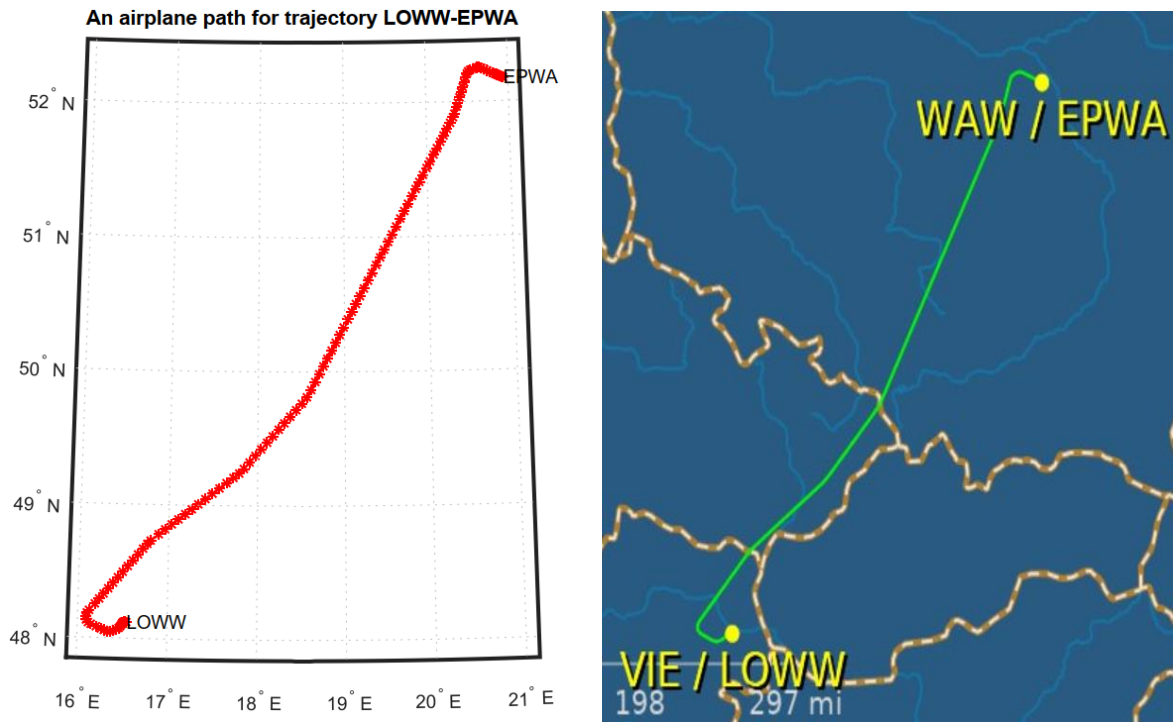 An airplane path for trajectory LOWW-EPWA
EPWA
52° N
51° N
50° N
49° N
48° N
LOWW
16° E
17° E
18° E
19° E
20° E
21° E
WAW / EPWA
VIE / LOWW
198
297 mi